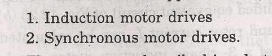 1. Induction motor drives
2. Synchronous motor drives.